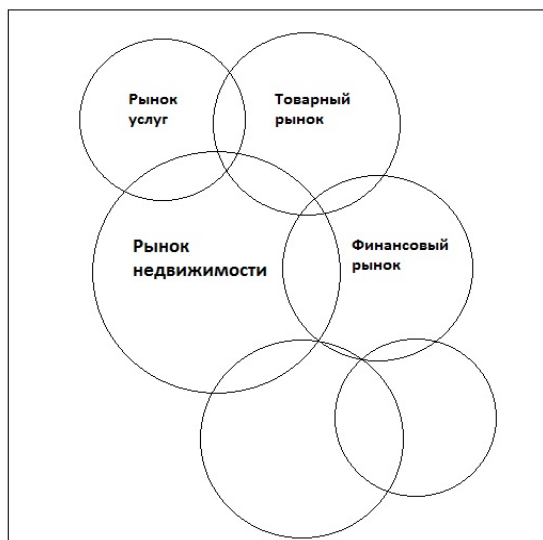 Рынок
услуг
Товарный
рынок
Рынок
недвижимости
Финансовый
рынок